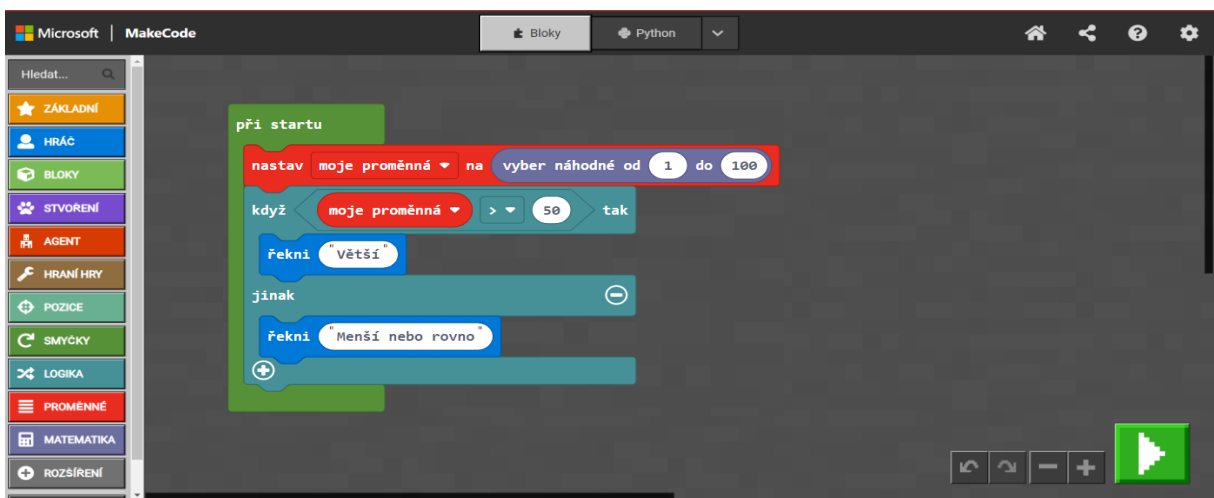 Microsoft | MakeCode
Bloky
Python
Hledat...
ZÁKLADNÍ
HRÁČ
BLOKY
STVOŘENÍ
AGENT
HRANÍ HRY
POZICE
SMYČKY
LOGIKA
PROMĚNNÉ
MATEMATIKA
ROZŠÍŘENÍ
při startu
nastav moje proměnná na vyber náhodné od 1 do 100
když moje proměnná > 50 tak
řekni "Větší"
jinak
řekni "Menší nebo rovno"